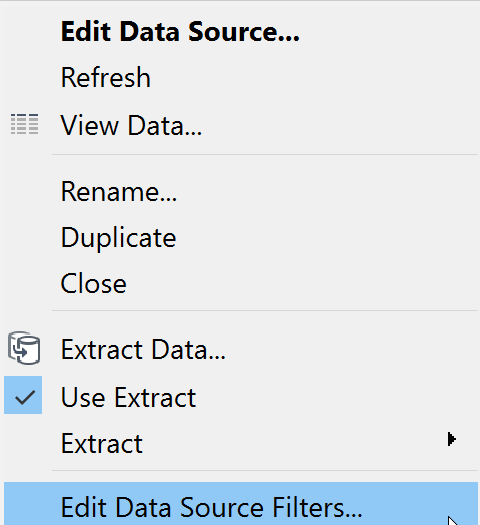 Edit Data Source...
Refresh
View Data...
Rename...
Duplicate
Close
Extract Data...
Use Extract
Extract
Edit Data Source Filters...